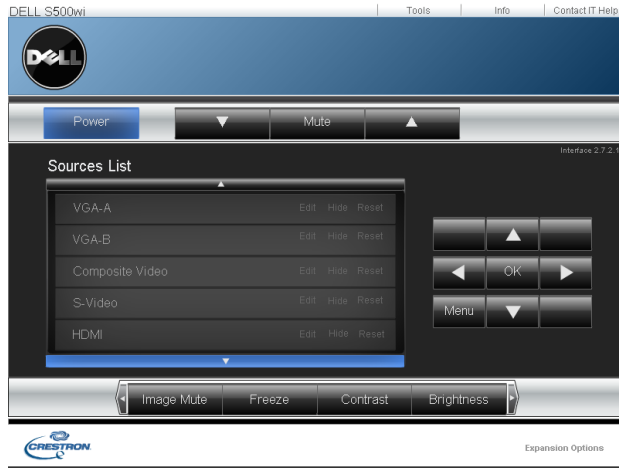 DELL S500wi
Tools Info Contact IT Help
DELL
Power Mute
Interface 2.7.2.1
Sources List
VGA-A Edit Hide Reset
VGA-B Edit Hide Reset
Composite Video Edit Hide Reset
S-Video Edit Hide Reset
HDMI Edit Hide Reset
OK
Menu
Image Mute Freeze Contrast Brightness
CRESTRON
Expansion Options